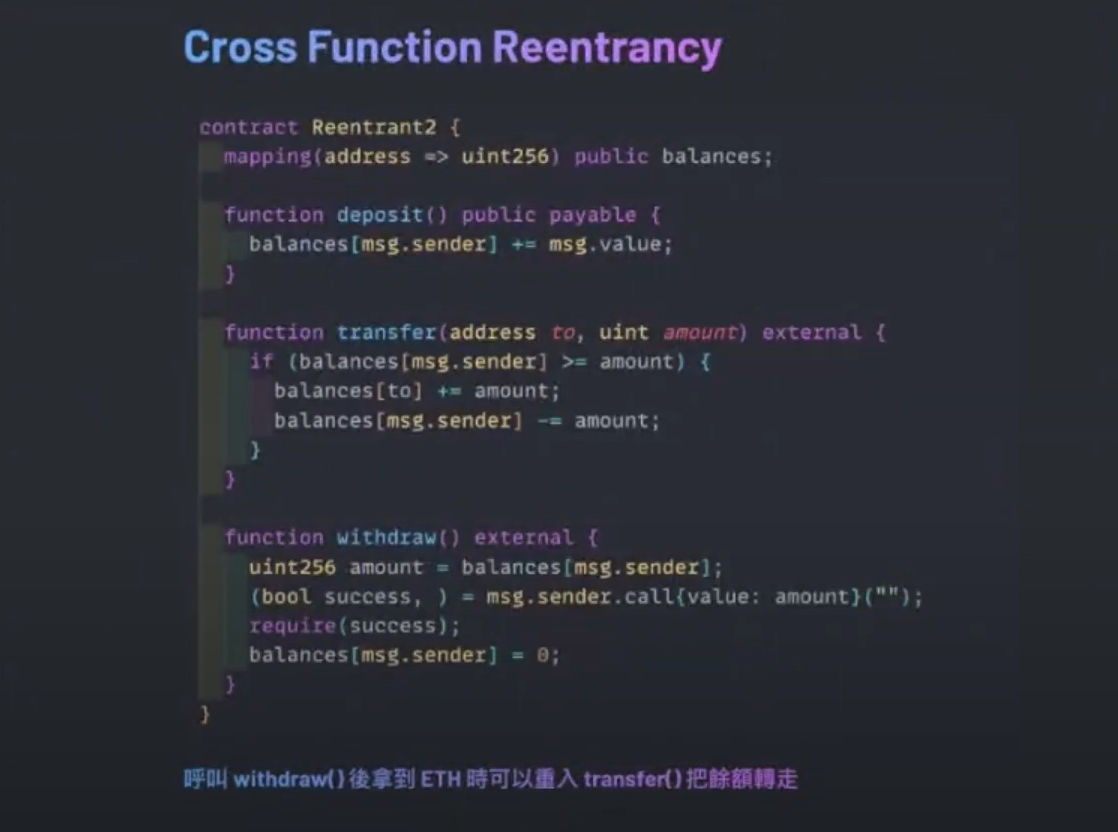 Cross Function Reentrancy
contract Reentrant2 {
mapping(address => uint256) public balances;
function deposit() public payable {
balances[msg.sender] += msg.value;
}
function transfer(address to, uint amount) external {
if (balances[msg.sender] >= amount) {
balances[to] += amount;
balances[msg.sender] -= amount;
}
}
function withdraw() external {
uint256 amount = balances[msg.sender];
(bool success, ) = msg.sender.call{value: amount}("");
require(success);
balances[msg.sender] = 0;
}
}
呼叫 withdraw() 後拿到 ETH 時可以重入 transfer() 把餘額轉走